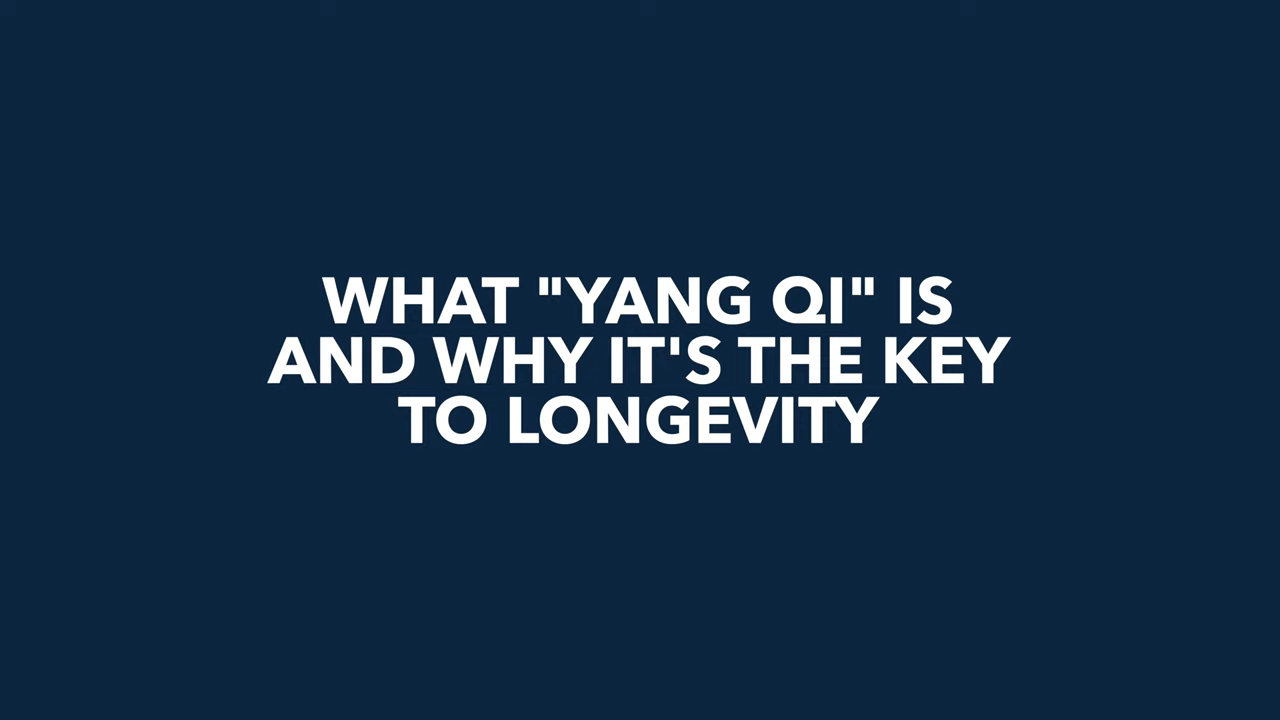 WHAT "YANG QI" IS
AND WHY IT'S THE KEY
TO LONGEVITY